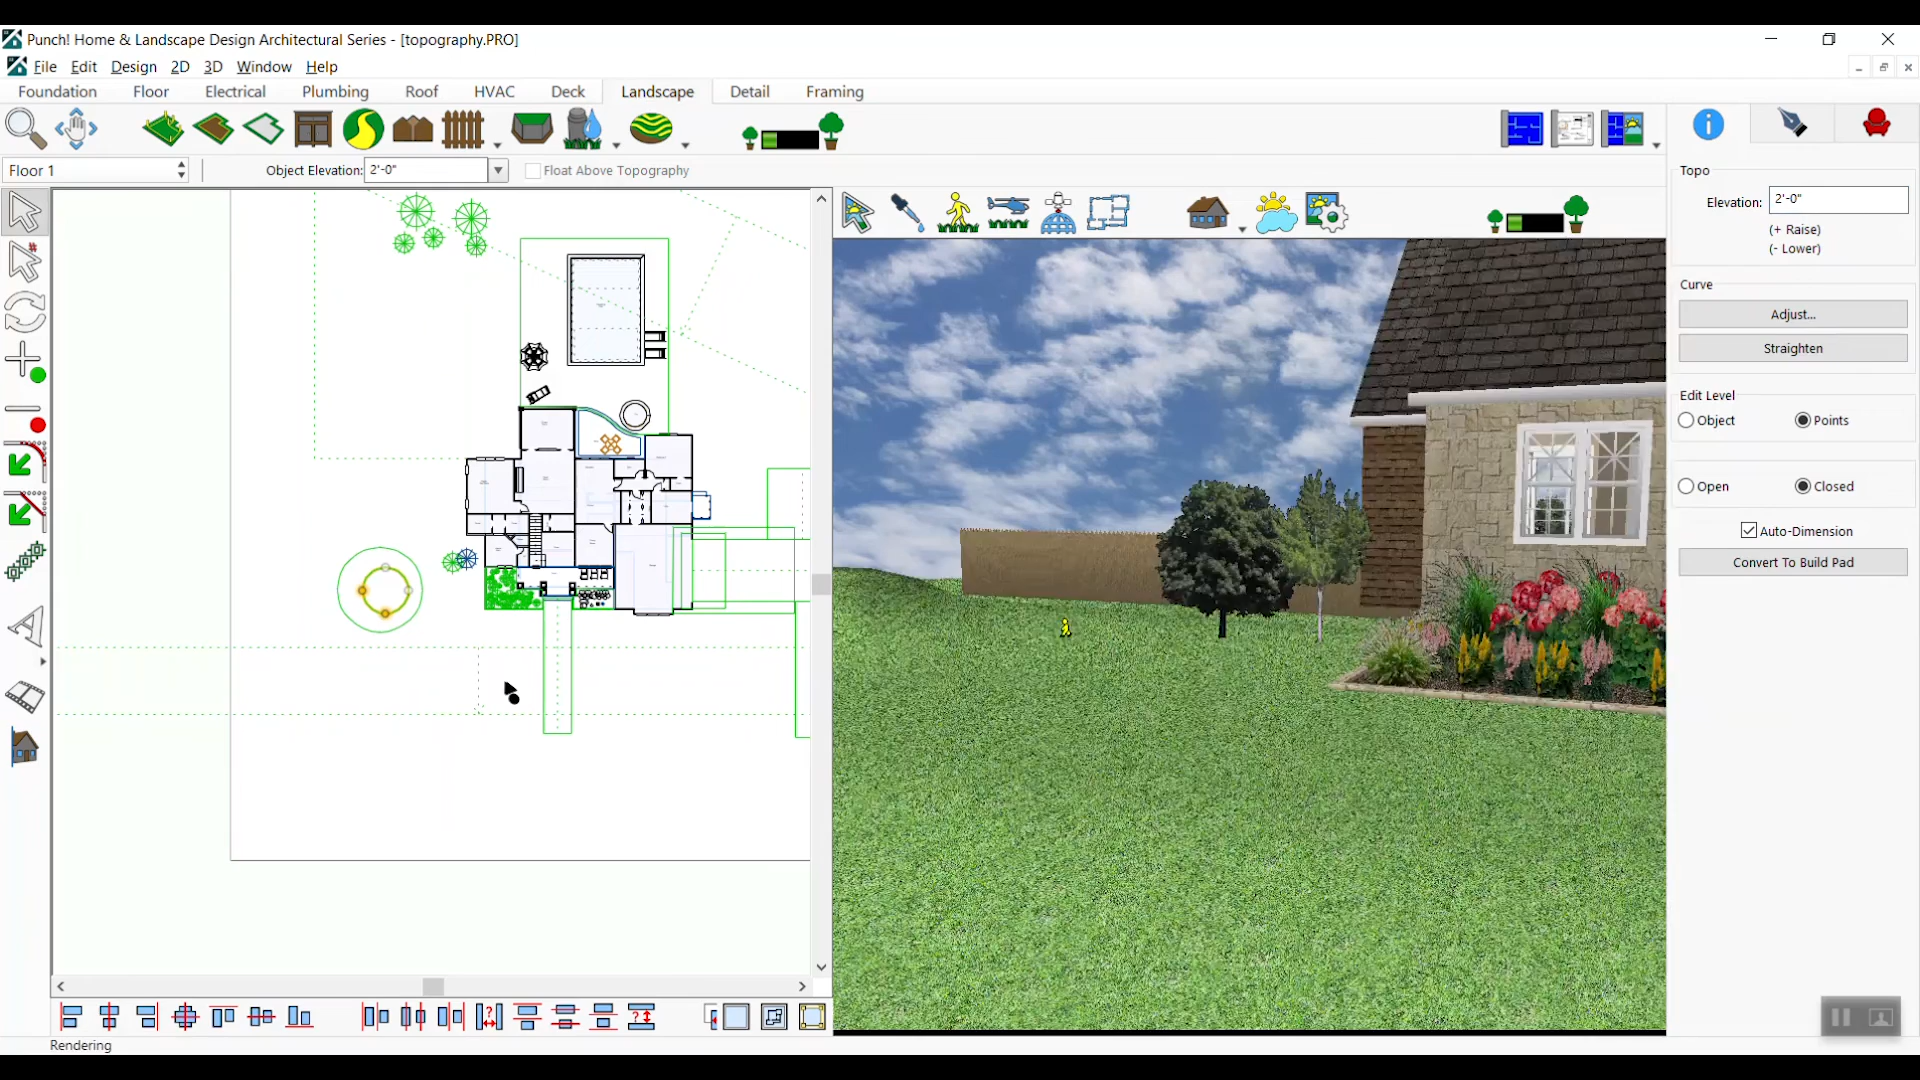 Punch! Home & Landscape Design Architectural Series - [topography.PRO]
File Edit Design 2D 3D Window Help
Foundation Floor Electrical Plumbing Roof HVAC Deck Landscape Detail Framing
Floor 1 Object Elevation: 2'-0" Float Above Topography
Topo
Elevation: 2'-0"
(+ Raise)
(- Lower)
Curve
Adjust...
Straighten
Edit Level
Object Points
Open Closed
Auto-Dimension
Convert To Build Pad
Rendering